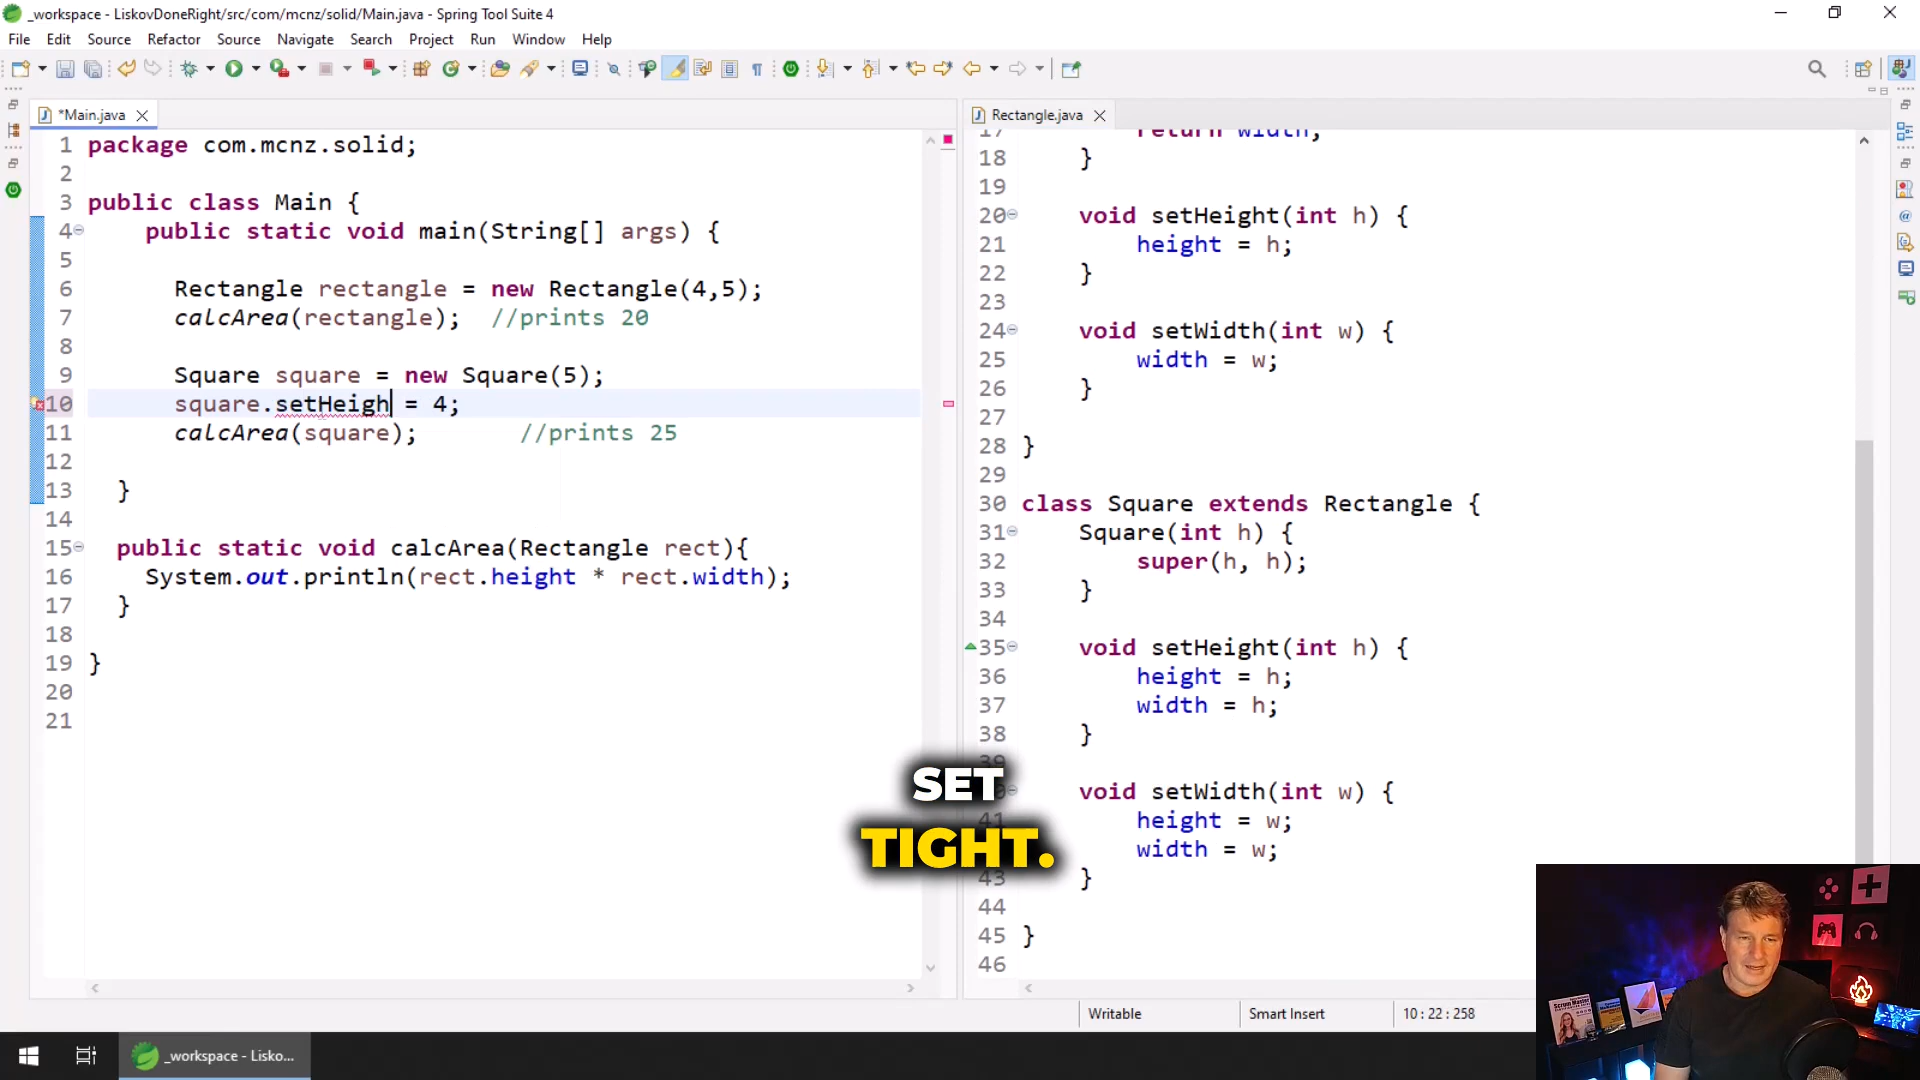 _workspace - LiskovDoneRight/src/com/mcnz/solid/Main.java - Spring Tool Suite 4
File Edit Source Refactor Source Navigate Search Project Run Window Help
*Main.java
1 package com.mcnz.solid;
2
3 public class Main {
4 public static void main(String[] args) {
5
6 Rectangle rectangle = new Rectangle(4,5);
7 calcArea(rectangle); //prints 20
8
9 Square square = new Square(5);
10 square.setHeigh = 4;
11 calcArea(square); //prints 25
12
13 }
14
15 public static void calcArea(Rectangle rect){
16 System.out.println(rect.height * rect.width);
17 }
18
19 }
20
21
Rectangle.java
17 return width;
18 }
19
20 void setHeight(int h) {
21 height = h;
22 }
23
24 void setWidth(int w) {
25 width = w;
26 }
27
28 }
29
30 class Square extends Rectangle {
31 Square(int h) {
32 super(h, h);
33 }
34
35 void setHeight(int h) {
36 height = h;
37 width = h;
38 }
39
void setWidth(int w) {
41 height = w;
width = w;
43 }
44
45 }
46
SET
TIGHT.
Writable Smart Insert 10 : 22 : 258
_workspace - Lisko...